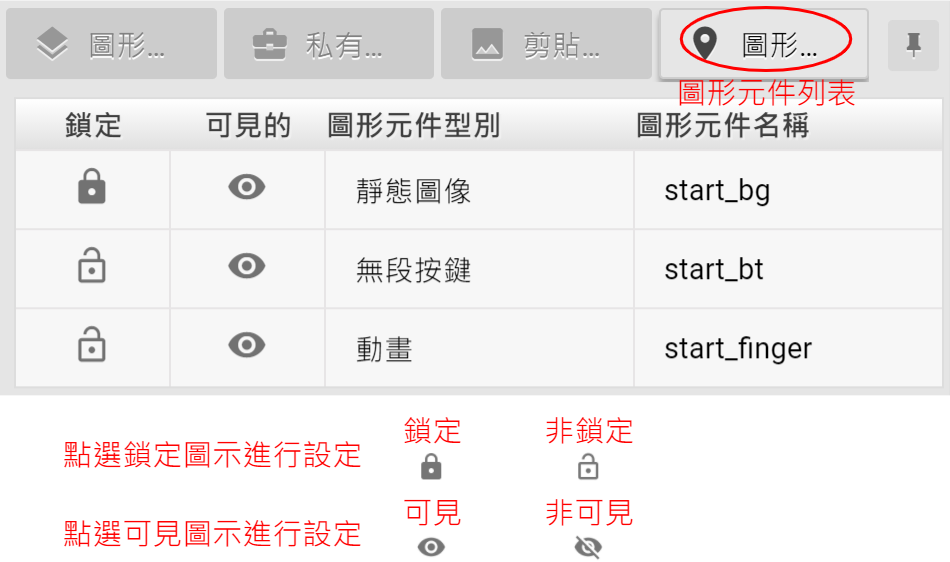 圖形... 私有... 剪貼... 圖形...
圖形元件列表
鎖定 可見的 圖形元件型別 圖形元件名稱
靜態圖像 start_bg
無段按鍵 start_bt
動畫 start_finger
鎖定 非鎖定
點選鎖定圖示進行設定
可見 非可見
點選可見圖示進行設定